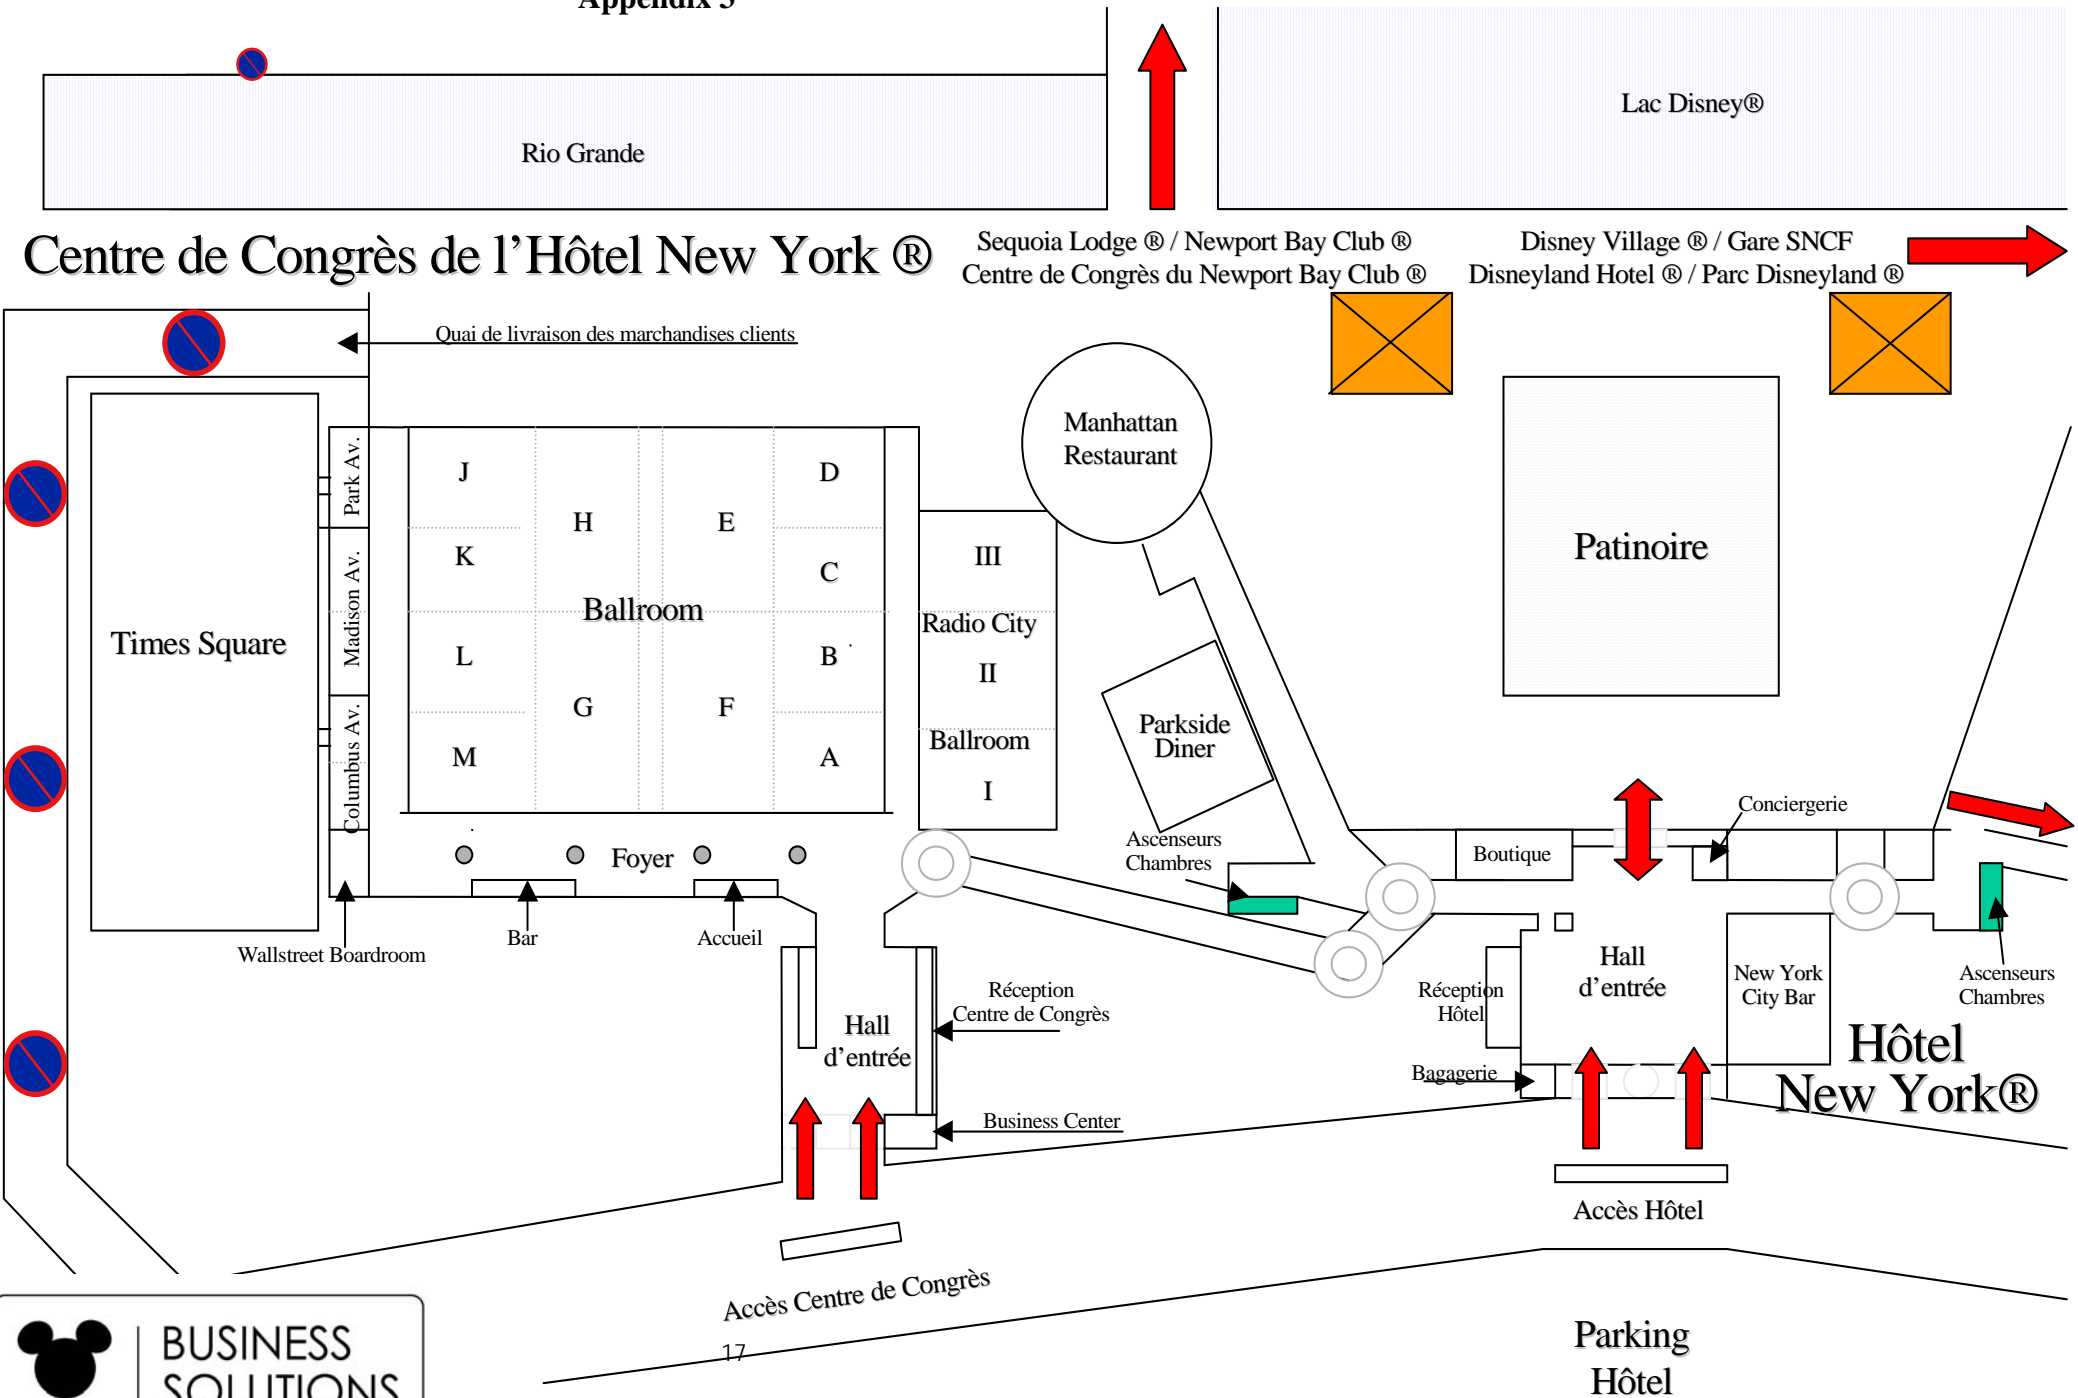 Appendix 3
Lac Disney®
Rio Grande
Centre de Congrès de l’Hôtel New York ®
Sequoia Lodge ® / Newport Bay Club ®
Centre de Congrès du Newport Bay Club ®
Disney Village ® / Gare SNCF
Disneyland Hotel ® / Parc Disneyland ®
Quai de livraison des marchandises clients
Manhattan
Restaurant
Park Av.
Madison Av.
Columbus Av.
J
D
H
E
K
C
III
Patinoire
Ballroom
Times Square
Radio City
L
B
II
G
F
Parkside
Diner
Ballroom
M
A
I
Conciergerie
Ascenseurs
Chambres
Boutique
Foyer
Wallstreet Boardroom
Bar
Accueil
Réception
Centre de Congrès
Hall
d’entrée
Réception
Hôtel
Hall
d’entrée
New York
City Bar
Ascenseurs
Chambres
Bagagerie
Hôtel
New York®
Business Center
Accès Hôtel
Accès Centre de Congrès
17
BUSINESS
SOLUTIONS
Parking
Hôtel